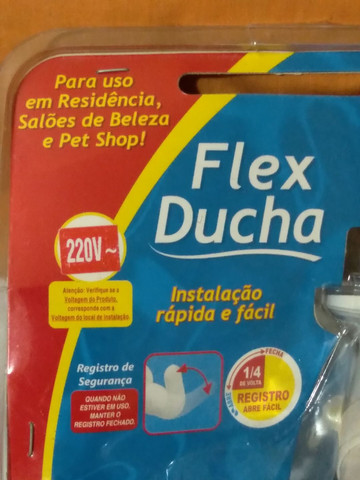 Para uso
em Residência,
Salões de Beleza
e Pet Shop!
Flex
Ducha
220V ~
Atenção: Verifique se a
Voltagem do Produto,
corresponde com a
Voltagem do local de instalação.
Instalação
rápida e fácil
Registro de
Segurança
QUANDO NÃO
ESTIVER EM USO,
MANTER O
REGISTRO FECHADO.
FECHA
1/4
DE VOLTA
REGISTRO
ABRE FÁCIL
ABRE